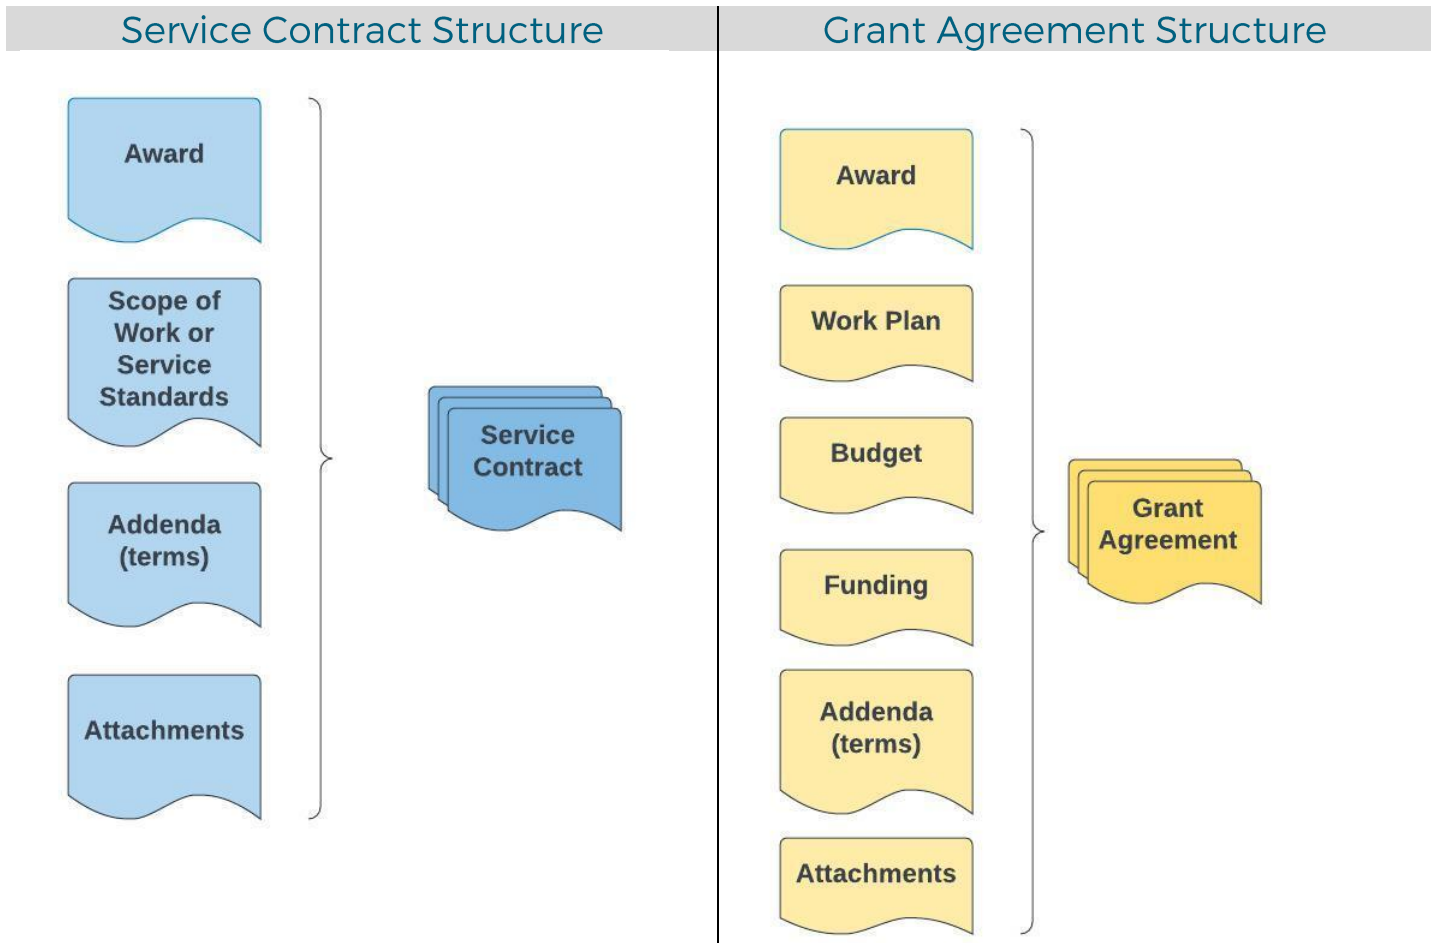 Service Contract Structure
Award
Scope of
Work or
Service
Standards
Addenda
(terms)
Attachments
Service
Contract
Grant Agreement Structure
Award
Work Plan
Budget
Funding
Addenda
(terms)
Attachments
Grant
Agreement